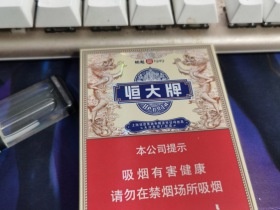 恒大牌
本公司提示
吸烟有害健康
请勿在禁烟场所吸烟